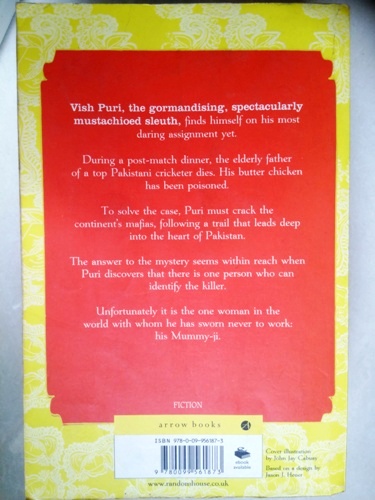 Vish Puri, the gormandising, spectacularly
mustachioed sleuth, finds himself on his most
daring assignment yet.
During a post-match dinner, the elderly father
of a top Pakistani cricketer dies. His butter chicken
has been poisoned.
To solve the case, Puri must crack the
continent's mafias, following a trail that leads deep
into the heart of Pakistan.
The answer to the mystery seems within reach when
Puri discovers that there is one person who can
identify the killer.
Unfortunately it is the one woman in the
world with whom he has sworn never to work:
his Mummy-ji.
FICTION
arrow books
ISBN 978-0-09-956187-3
9 780099 561873
ebook
available
www.randomhouse.co.uk
Cover illustration
by John Jay Cabuay
Based on a design by
Jason J. Heuer